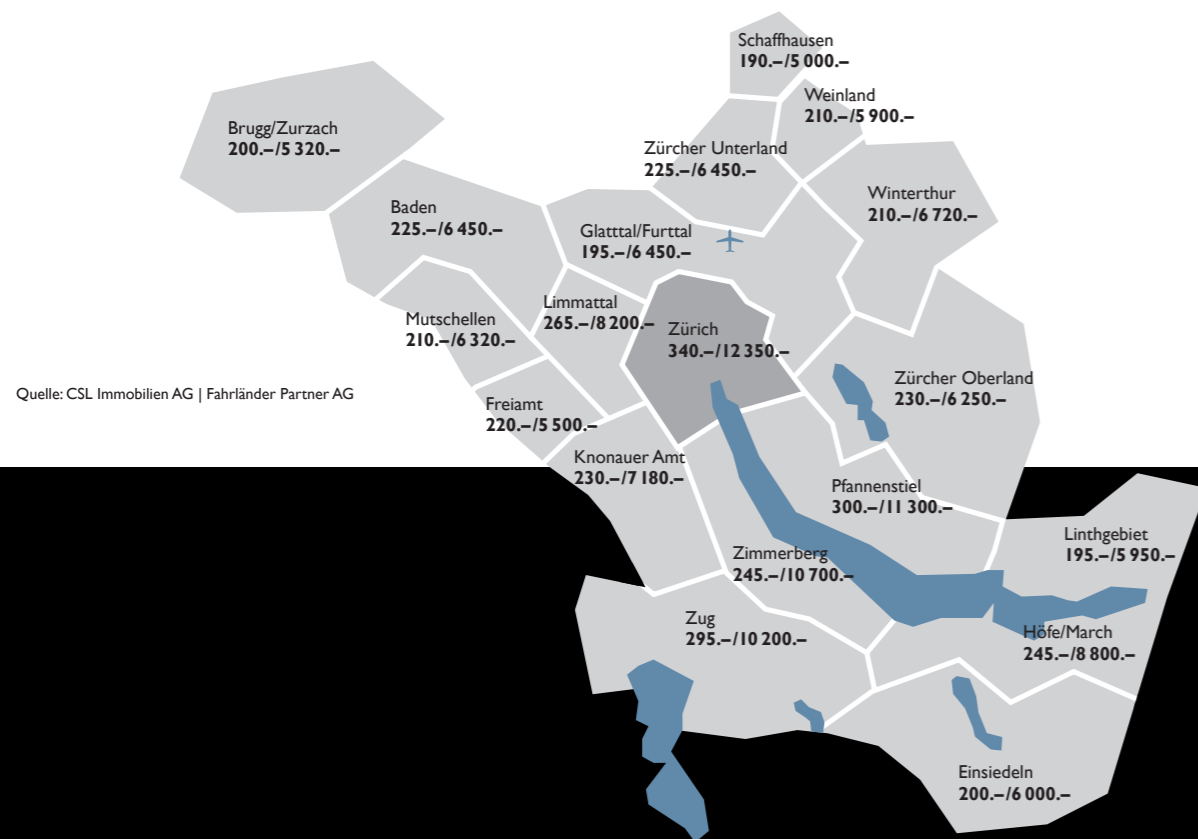 Schaffhausen
190.–/5 000.–
Weinland
210.–/5 900.–
Brugg/Zurzach
200.–/5 320.–
Zürcher Unterland
225.–/6 450.–
Winterthur
210.–/6 720.–
Baden
225.–/6 450.–
Glatttal/Furttal
195.–/6 450.–
Limmattal
265.–/8 200.–
Mutschellen
210.–/6 320.–
Zürich
340.–/12 350.–
Zürcher Oberland
230.–/6 250.–
Quelle: CSL Immobilien AG | Fahrländer Partner AG
Freiamt
220.–/5 500.–
Knonauer Amt
230.–/7 180.–
Pfannenstiel
300.–/11 300.–
Linthgebiet
195.–/5 950.–
Zimmerberg
245.–/10 700.–
Zug
295.–/10 200.–
Höfe/March
245.–/8 800.–
Einsiedeln
200.–/6 000.–